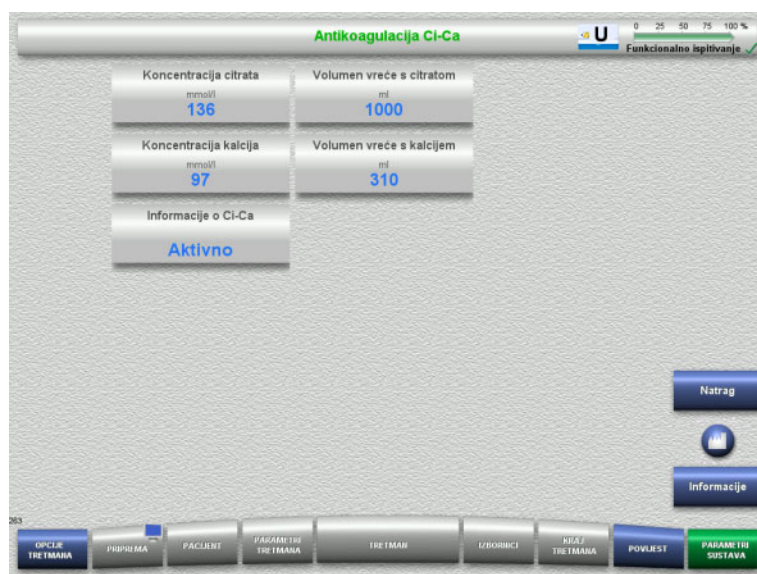 Antikoagulacija Ci-Ca
U
0 25 50 75 100 %
Funkcionalno ispitivanje
Koncentracija citrata
mmol/l
136
Volumen vreće s citratom
ml
1000
Koncentracija kalcija
mmol/l
97
Volumen vreće s kalcijem
ml
310
Informacije o Ci-Ca
Aktivno
Natrag
Informacije
263
OPCIJE
TRETMANA
PRIPREMA
PACIJENT
PARAMETRI
TRETMANA
TRETMAN
IZBORNICI
KRAJ
TRETMANA
POVIJEST
PARAMETRI
SUSTAVA